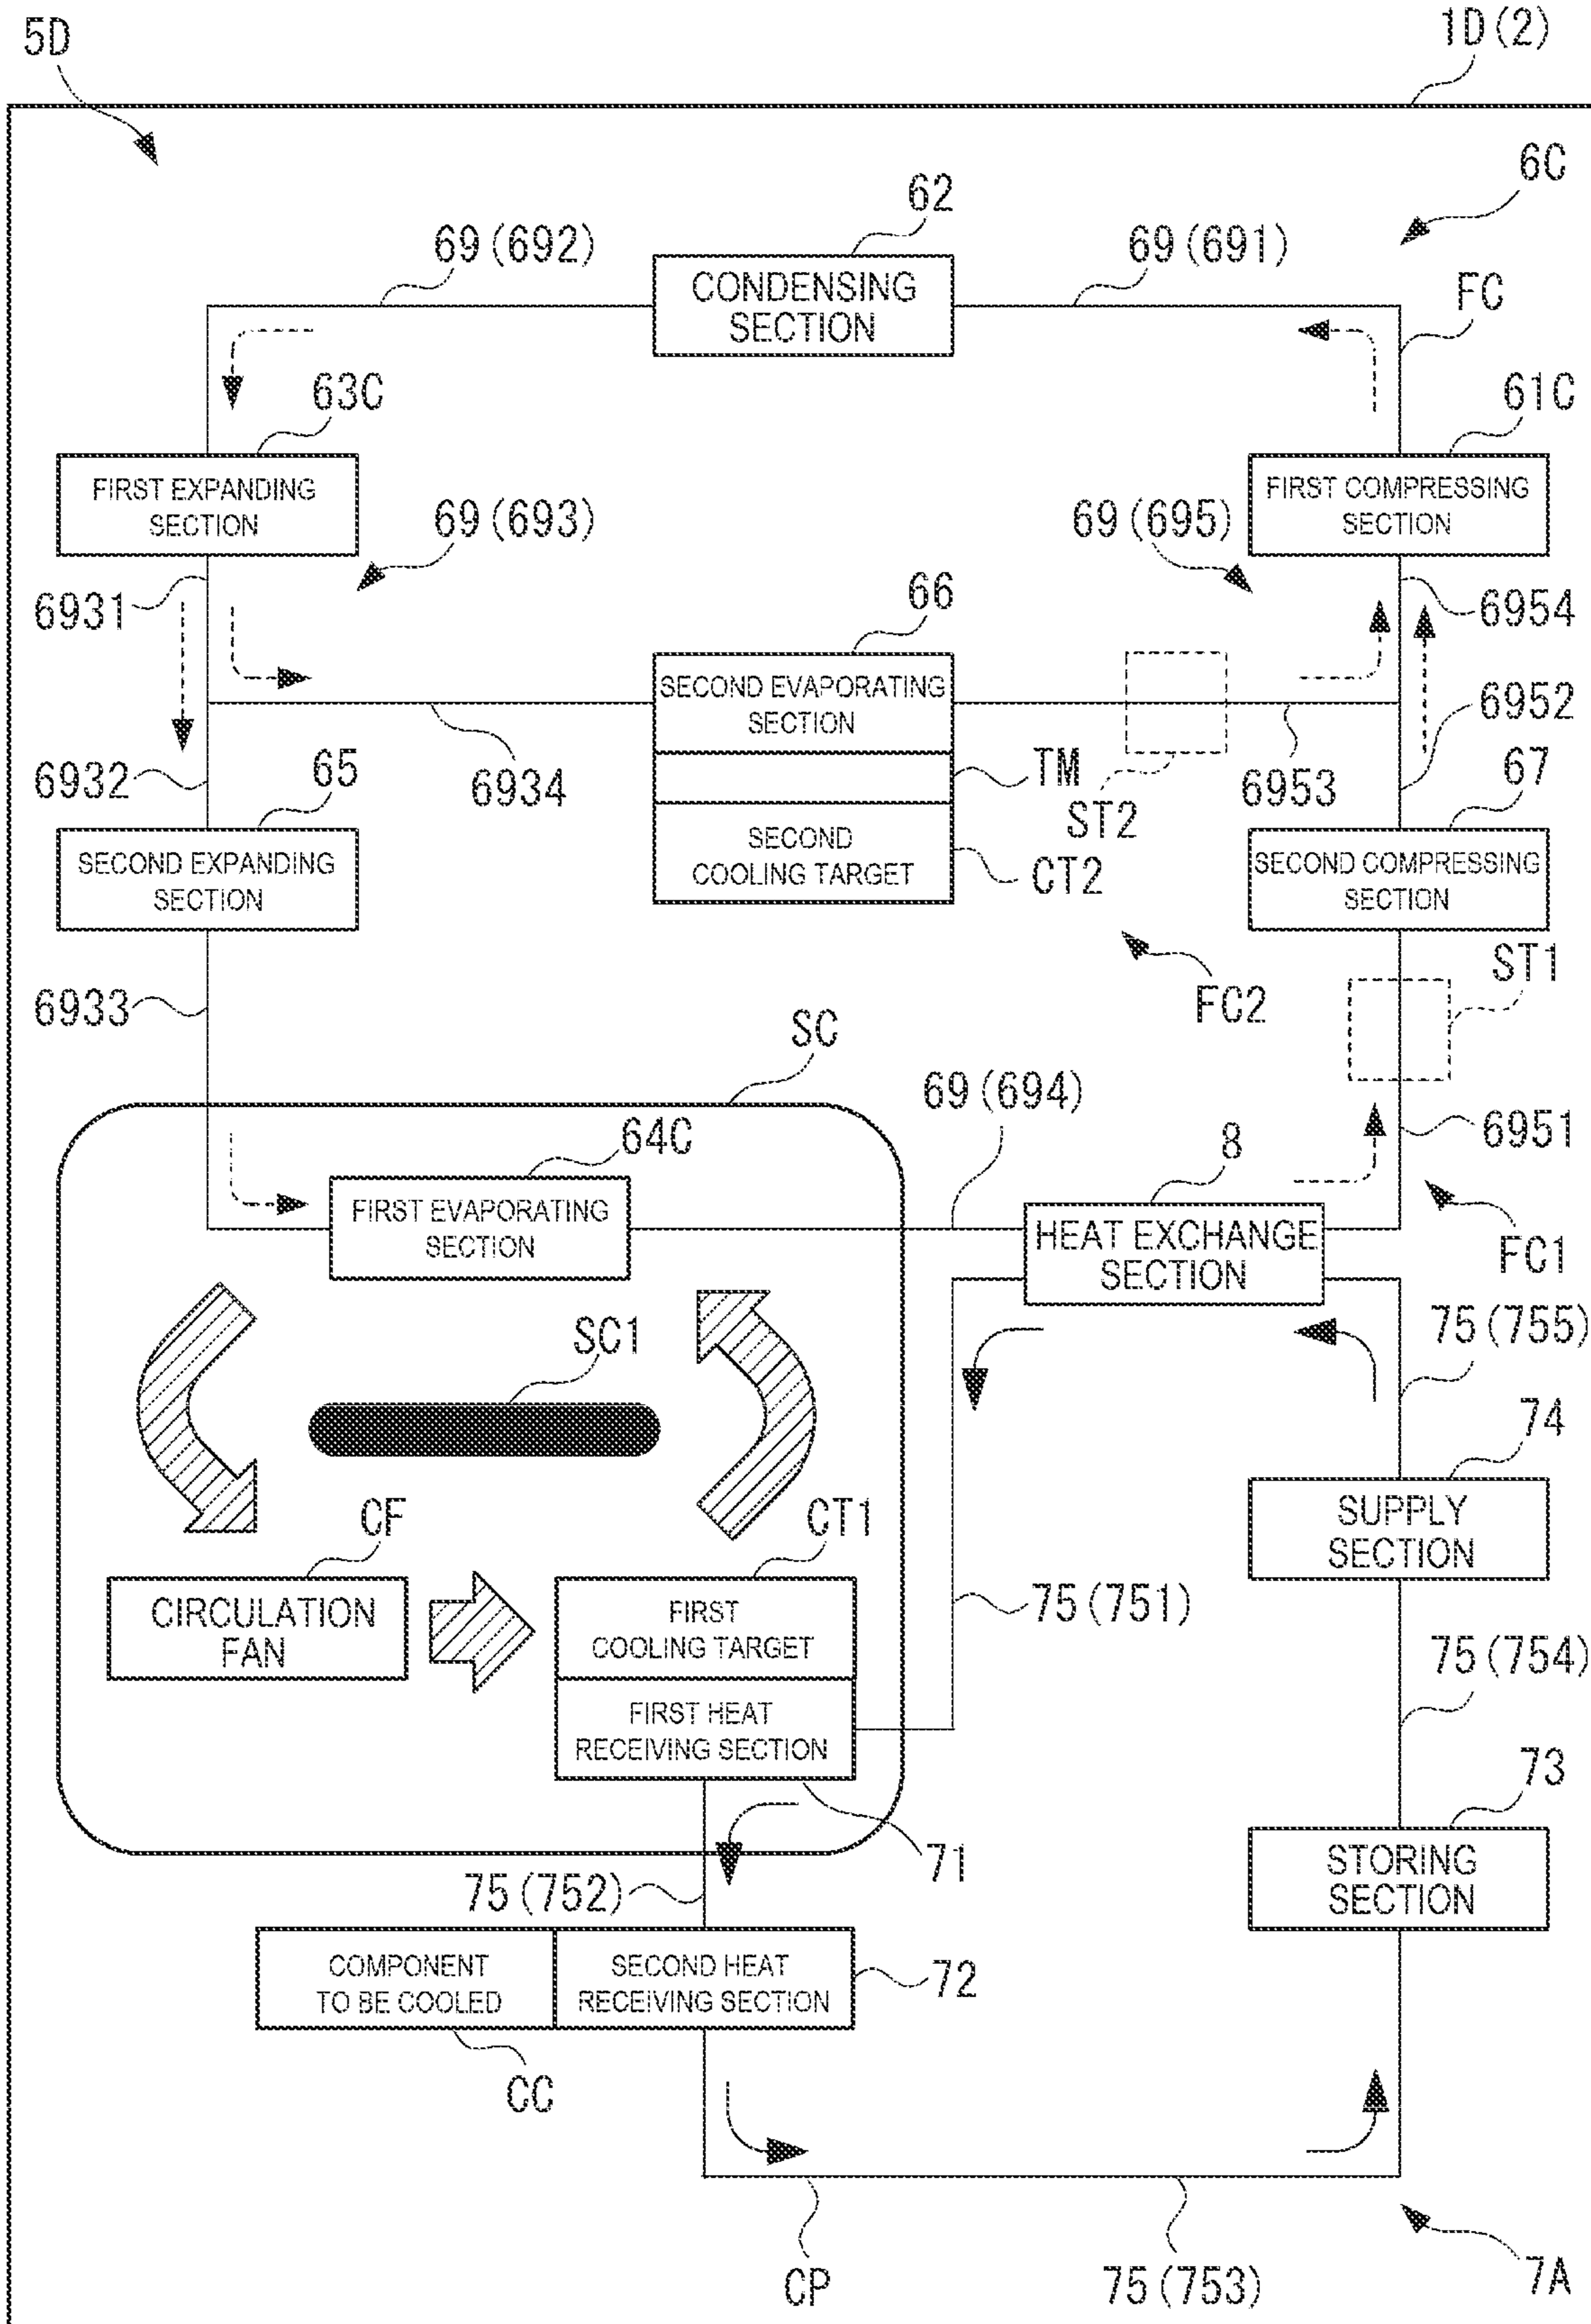 5D
1D(2)
6C
62
69(692)
69(691)
CONDENSING
SECTION
FC
63C
61C
FIRST EXPANDING
SECTION
FIRST COMPRESSING
SECTION
69(693)
69(695)
6931
66
6954
SECOND EVAPORATING
SECTION
6952
6932
65
6934
TM
ST2
6953
67
SECOND EXPANDING
SECTION
SECOND
COOLING TARGET
CT2
SECOND COMPRESSING
SECTION
ST1
6933
FC2
SC
69(694)
64C
8
6951
FIRST EVAPORATING
SECTION
HEAT EXCHANGE
SECTION
FC1
SC1
75(755)
74
CF
CT1
SUPPLY
SECTION
CIRCULATION
FAN
FIRST
COOLING TARGET
75(751)
75(754)
FIRST HEAT
RECEIVING SECTION
73
71
STORING
SECTION
75(752)
COMPONENT
TO BE COOLED
SECOND HEAT
RECEIVING SECTION
72
CC
CP
75(753)
7A